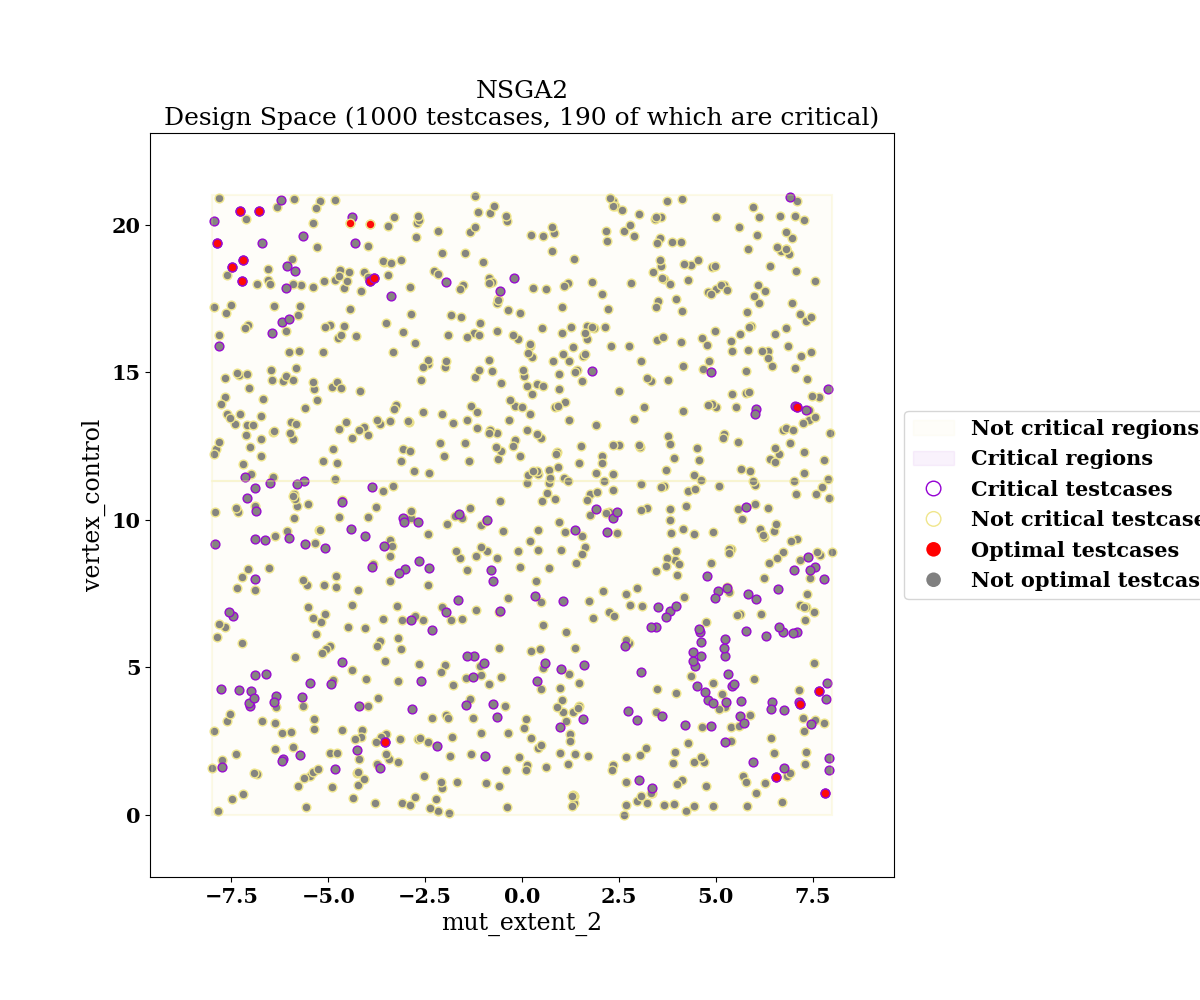 NSGA2
Design Space (1000 testcases, 190 of which are critical)
vertex_control
20
15
10
5
0
−7.5 −5.0 −2.5 0.0 2.5 5.0 7.5
mut_extent_2
Not critical regions
Critical regions
Critical testcases
Not critical testcase
Optimal testcases
Not optimal testcas